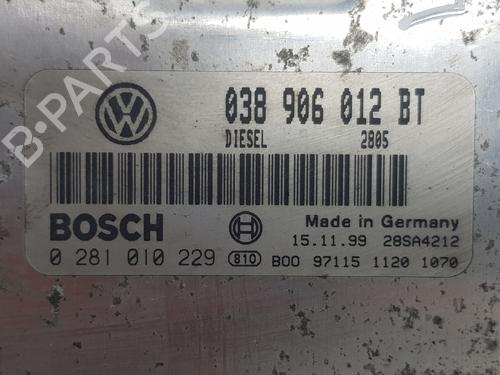 B-PARTS
038 906 012 BT
DIESEL 2805
BOSCH
Made in Germany
15.11.99 28SA4212
0 281 010 229 810 B00 97115 1120 1070